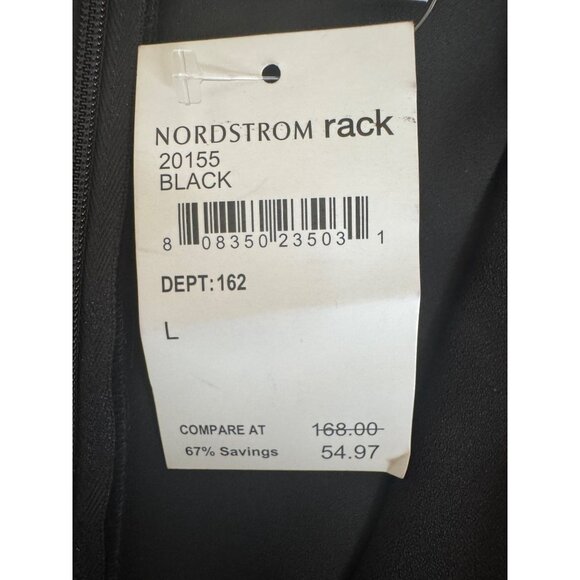 NORDSTROM rack
20155
BLACK
8 08350 23503 1
DEPT:162
L
COMPARE AT 168.00
67% Savings 54.97